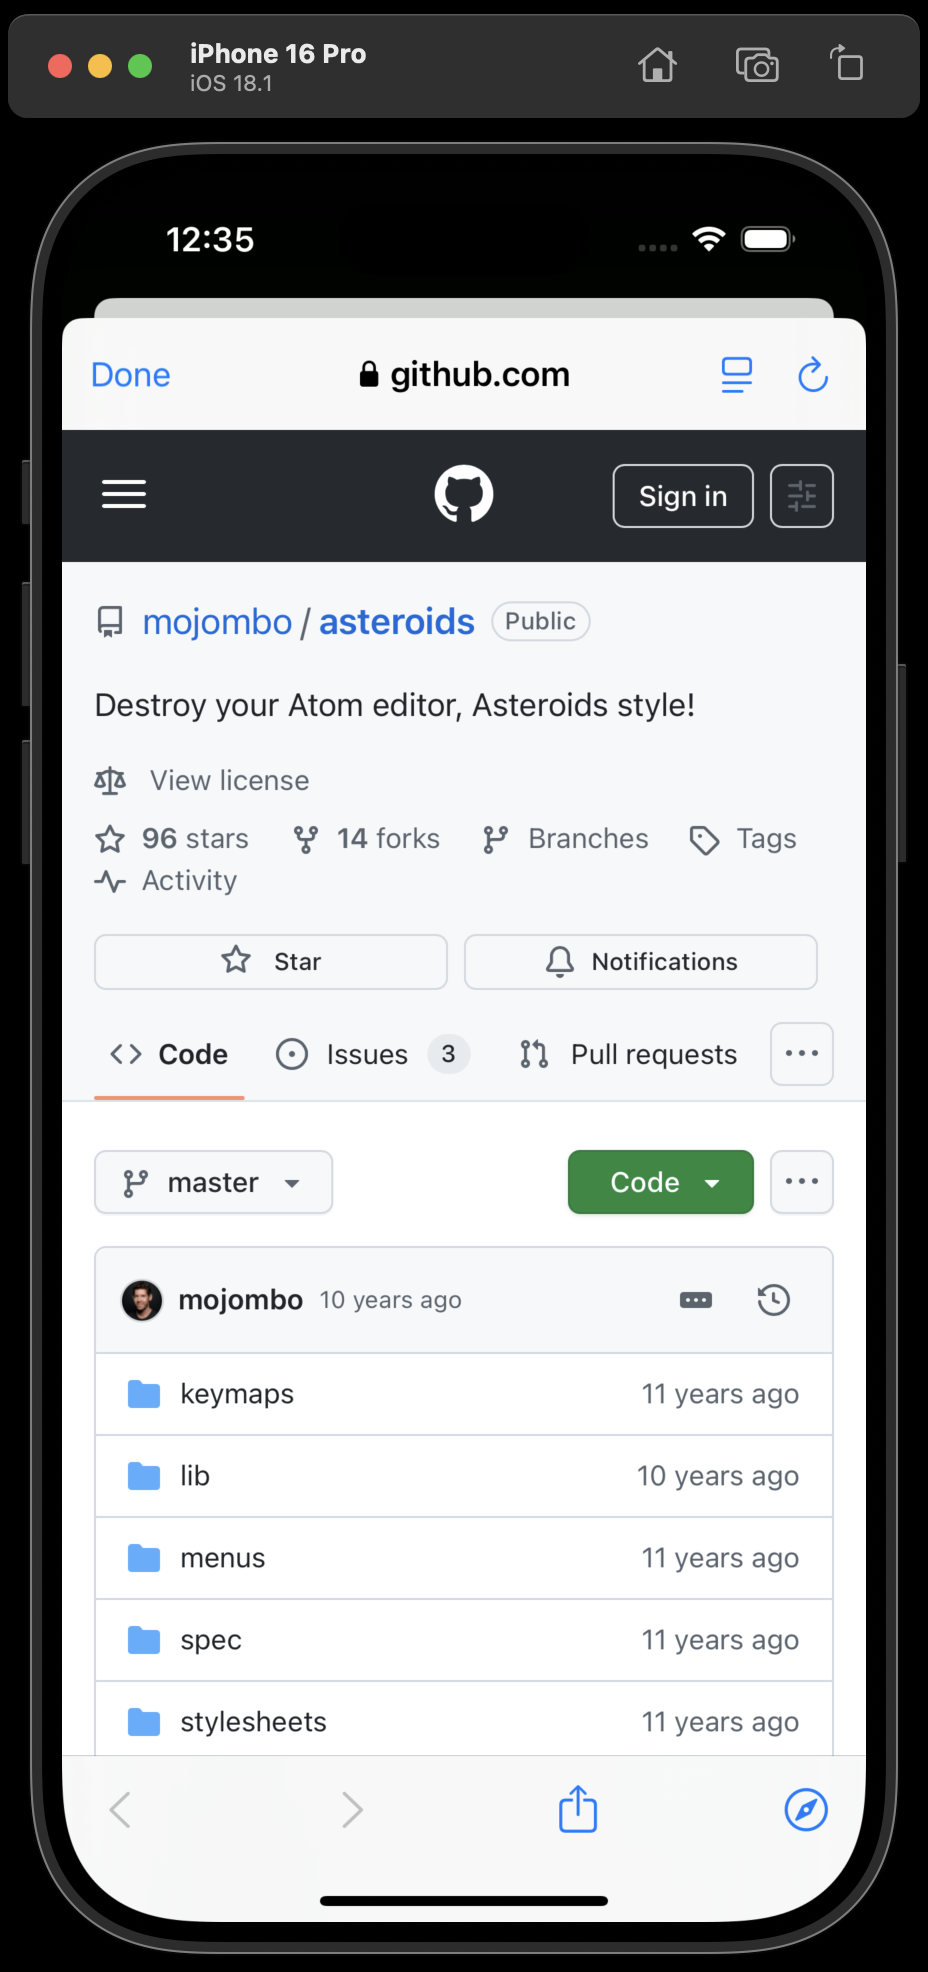 iPhone 16 Pro
iOS 18.1
12:35
Done
github.com
Sign in
mojombo / asteroids Public
Destroy your Atom editor, Asteroids style!
View license
96 stars 14 forks Branches Tags
Activity
Star Notifications
Code Issues 3 Pull requests
master Code
mojombo 10 years ago
keymaps 11 years ago
lib 10 years ago
menus 11 years ago
spec 11 years ago
stylesheets 11 years ago